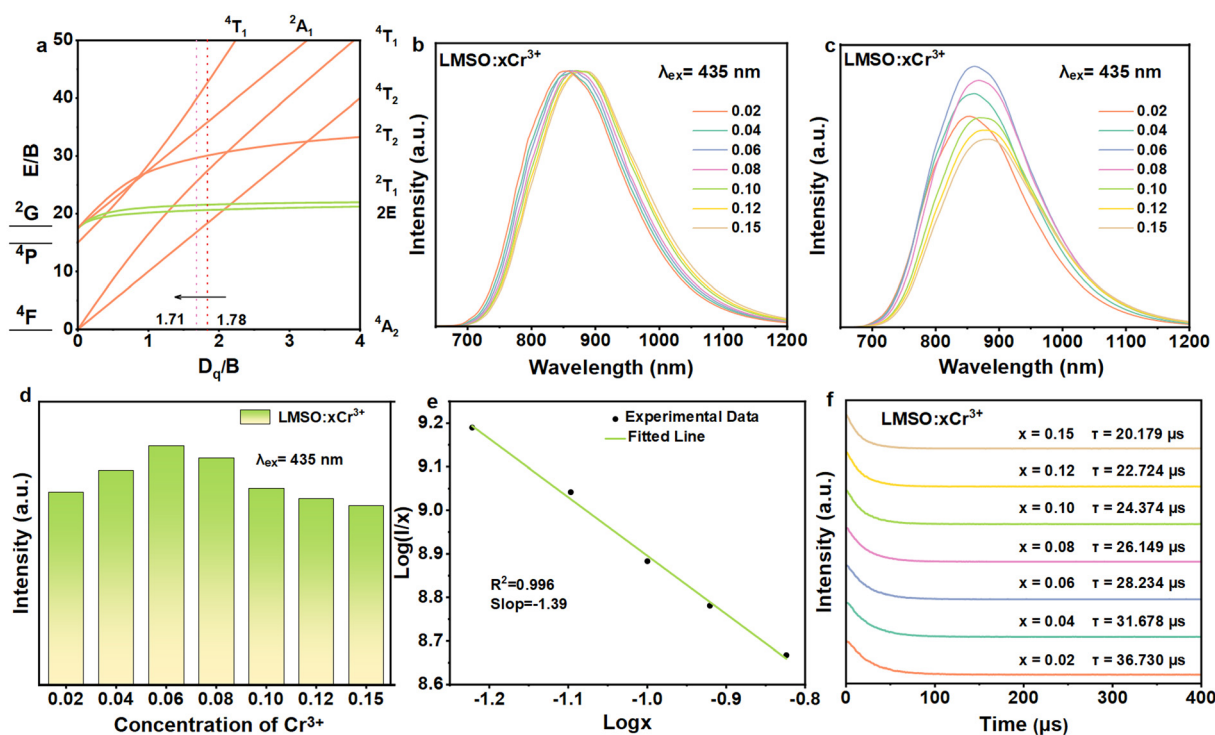 a
⁴T₁
²A₁
⁴T₁
⁴T₂
²T₂
²T₁
2E
⁴A₂
50
40
30
20
10
0
E/B
²G
⁴P
⁴F
1.71
1.78
0
1
2
3
4
Dq/B
b
LMSO:xCr³⁺
λex= 435 nm
0.02
0.04
0.06
0.08
0.10
0.12
0.15
Intensity (a.u.)
700
800
900
1000
1100
1200
Wavelength (nm)
c
LMSO:xCr³⁺
λex= 435 nm
0.02
0.04
0.06
0.08
0.10
0.12
0.15
Intensity (a.u.)
700
800
900
1000
1100
1200
Wavelength (nm)
d
LMSO:xCr³⁺
λex= 435 nm
Intensity (a.u.)
0.02
0.04
0.06
0.08
0.10
0.12
0.15
Concentration of Cr³⁺
e
Experimental Data
Fitted Line
9.2
9.1
9.0
8.9
8.8
8.7
8.6
Log(I/x)
R²=0.996
Slop=-1.39
-1.2
-1.1
-1.0
-0.9
-0.8
Logx
f
LMSO:xCr³⁺
x = 0.15 τ = 20.179 μs
x = 0.12 τ = 22.724 μs
x = 0.10 τ = 24.374 μs
x = 0.08 τ = 26.149 μs
x = 0.06 τ = 28.234 μs
x = 0.04 τ = 31.678 μs
x = 0.02 τ = 36.730 μs
Intensity (a.u.)
0
100
200
300
400
Time (μs)